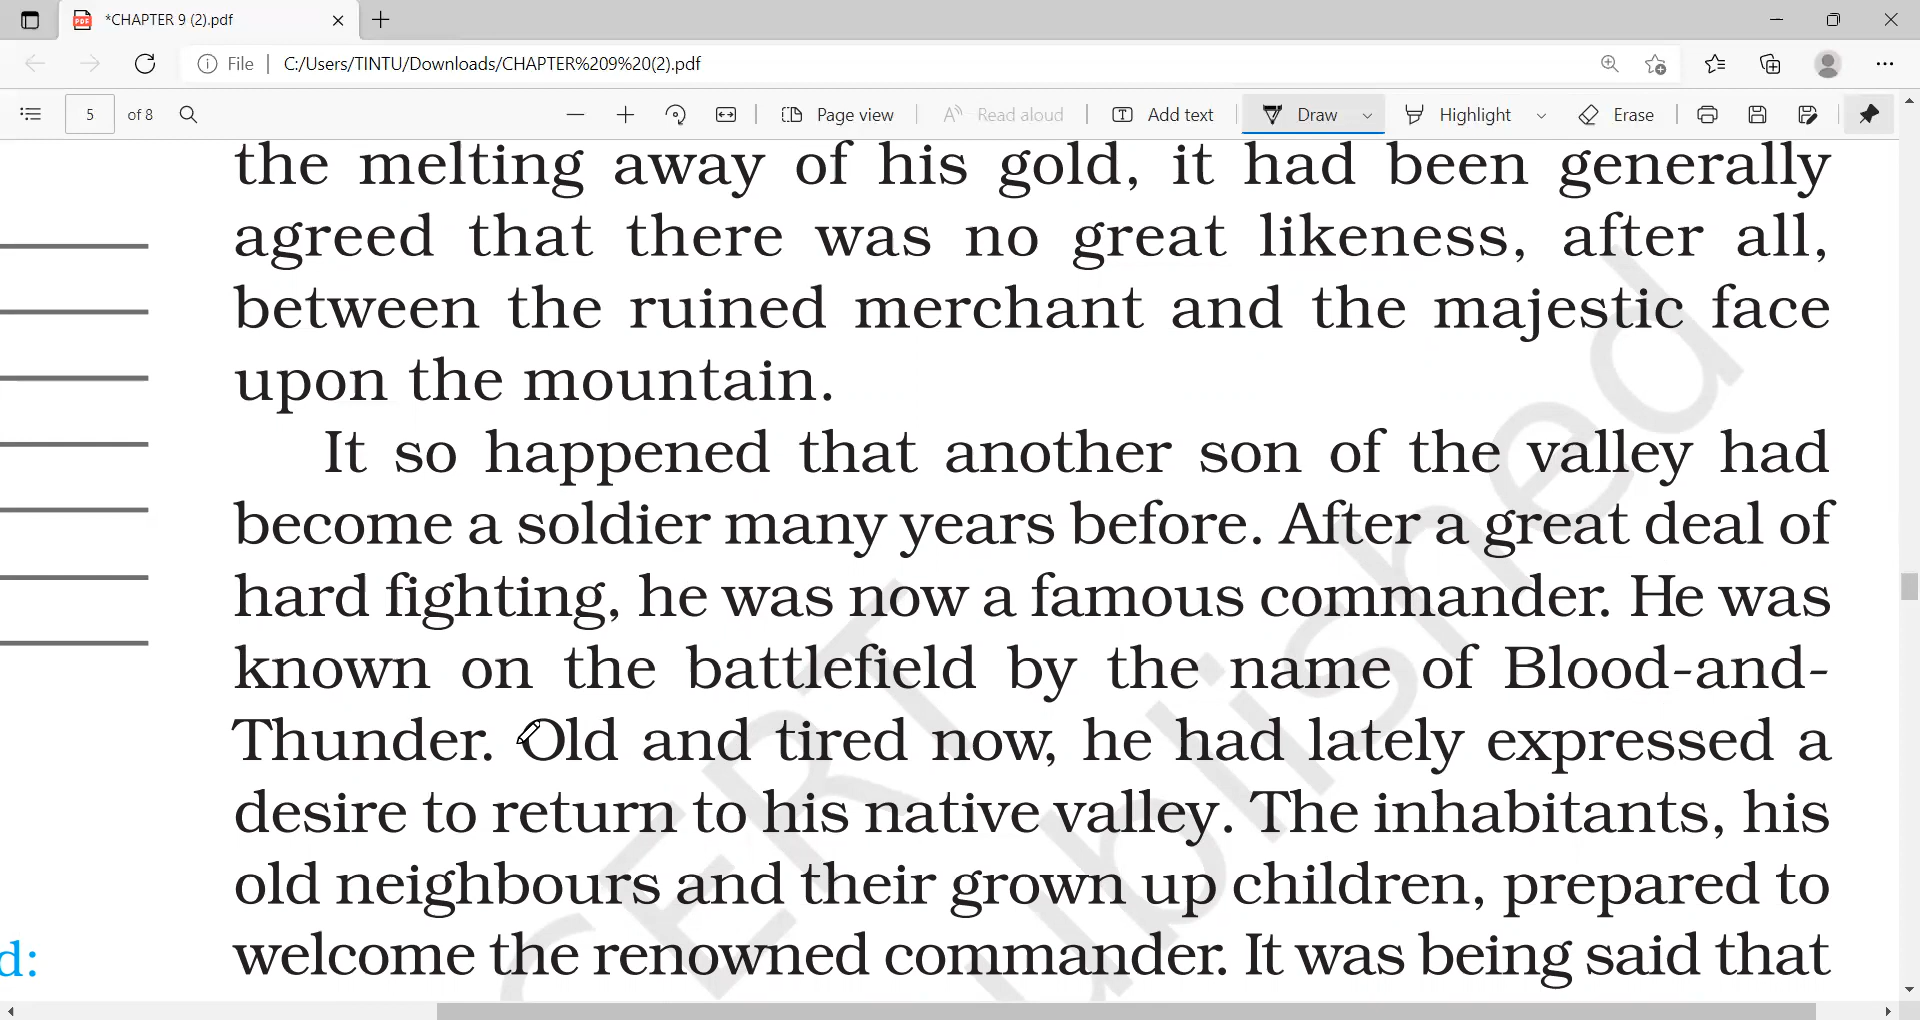 *CHAPTER 9 (2).pdf
File C:/Users/TINTU/Downloads/CHAPTER%209%20(2).pdf
5 of 8 Page view Read aloud Add text Draw Highlight Erase
the melting away of his gold, it had been generally
agreed that there was no great likeness, after all,
between the ruined merchant and the majestic face
upon the mountain.
It so happened that another son of the valley had
become a soldier many years before. After a great deal of
hard fighting, he was now a famous commander. He was
known on the battlefield by the name of Blood-and-
Thunder. Old and tired now, he had lately expressed a
desire to return to his native valley. The inhabitants, his
old neighbours and their grown up children, prepared to
welcome the renowned commander. It was being said that
d: